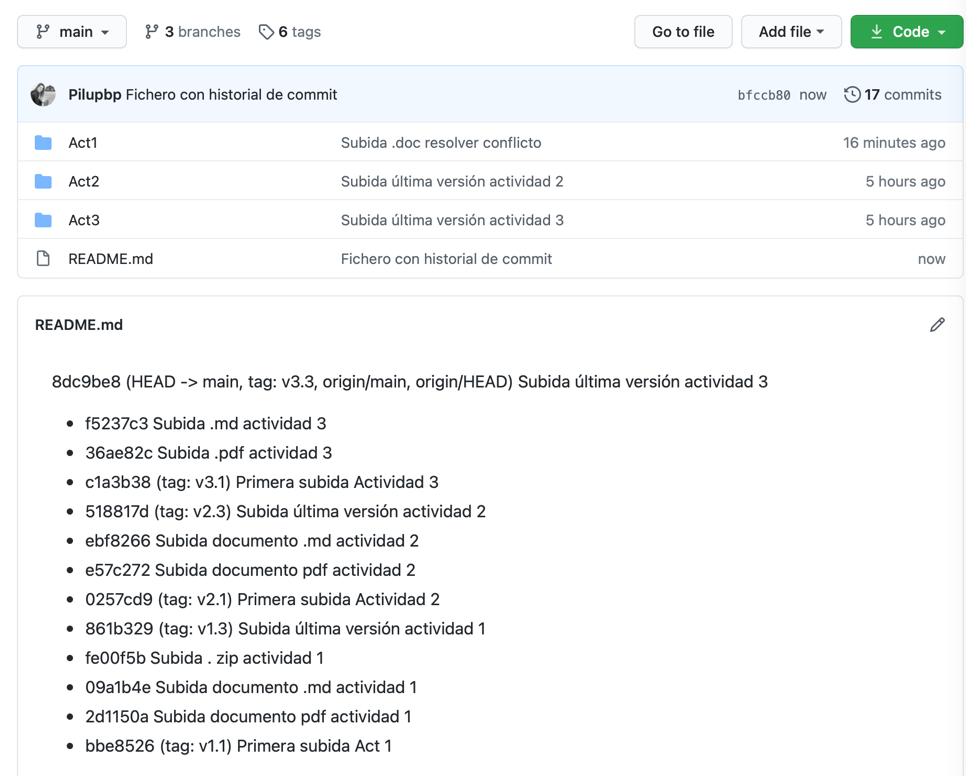 main 3 branches 6 tags Go to file Add file Code
Pilupbp Fichero con historial de commit bfccb80 now 17 commits
Act1 Subida .doc resolver conflicto 16 minutes ago
Act2 Subida última versión actividad 2 5 hours ago
Act3 Subida última versión actividad 3 5 hours ago
README.md Fichero con historial de commit now
README.md
8dc9be8 (HEAD -> main, tag: v3.3, origin/main, origin/HEAD) Subida última versión actividad 3
• f5237c3 Subida .md actividad 3
• 36ae82c Subida .pdf actividad 3
• c1a3b38 (tag: v3.1) Primera subida Actividad 3
• 518817d (tag: v2.3) Subida última versión actividad 2
• ebf8266 Subida documento .md actividad 2
• e57c272 Subida documento pdf actividad 2
• 0257cd9 (tag: v2.1) Primera subida Actividad 2
• 861b329 (tag: v1.3) Subida última versión actividad 1
• fe00f5b Subida . zip actividad 1
• 09a1b4e Subida documento .md actividad 1
• 2d1150a Subida documento pdf actividad 1
• bbe8526 (tag: v1.1) Primera subida Act 1